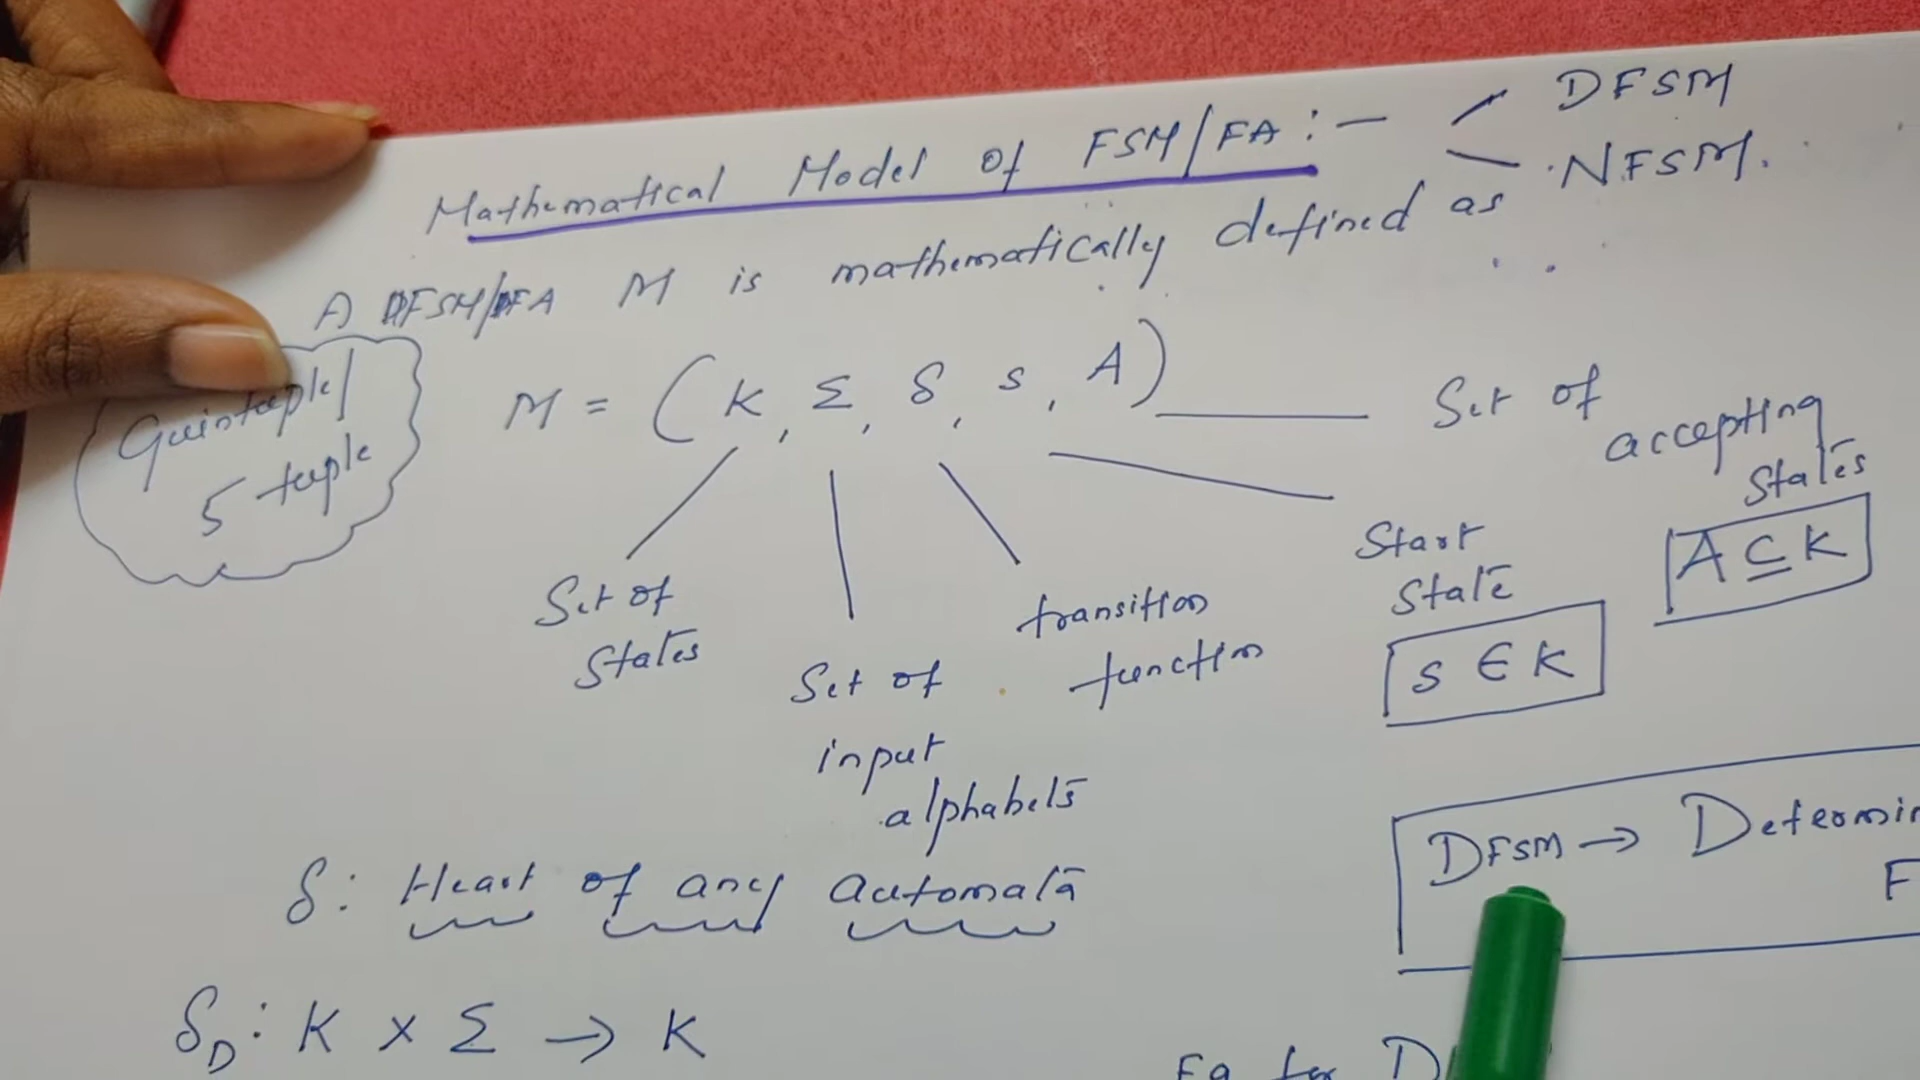 Mathematical Model of FSM/FA :-
DFSM
NFSM.
A DFSM/DFA M is mathematically defined as
Quintuple/
5 tuple
M = (K, Σ, δ, s, A)
Set of
accepting
States
A ⊆ K
Start
State
s ∈ K
Set of
States
transition
function
Set of
input
alphabets
δ: Heart of any automata
DFSM →
F
δD: K × Σ → K
for